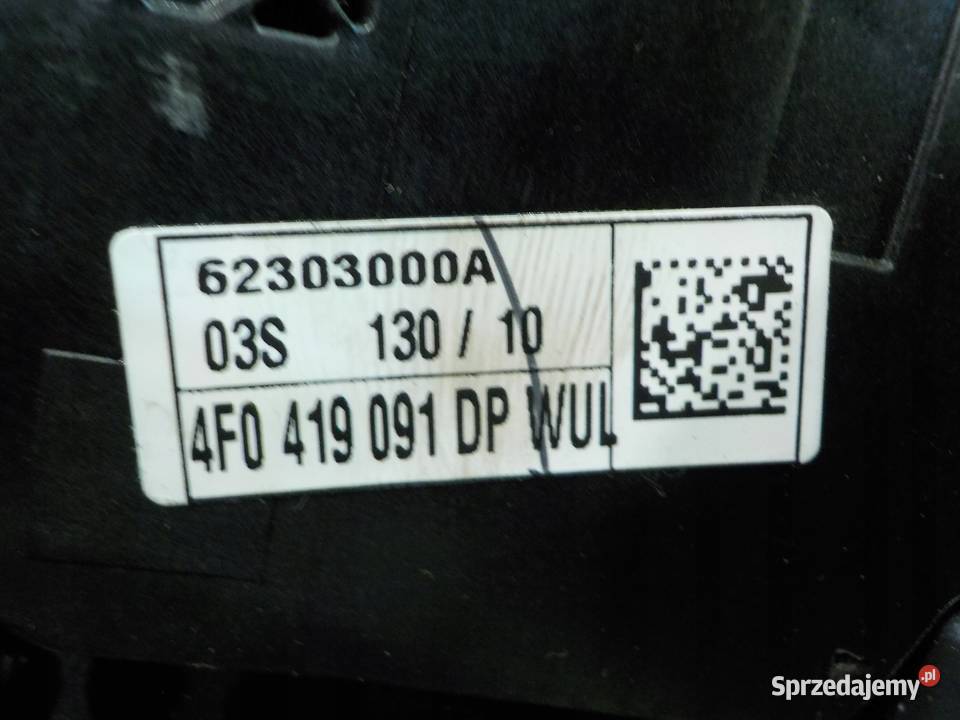 62303000A
03S 130 / 10
4F0 419 091 DP WUL
Sprzedajemy.pl